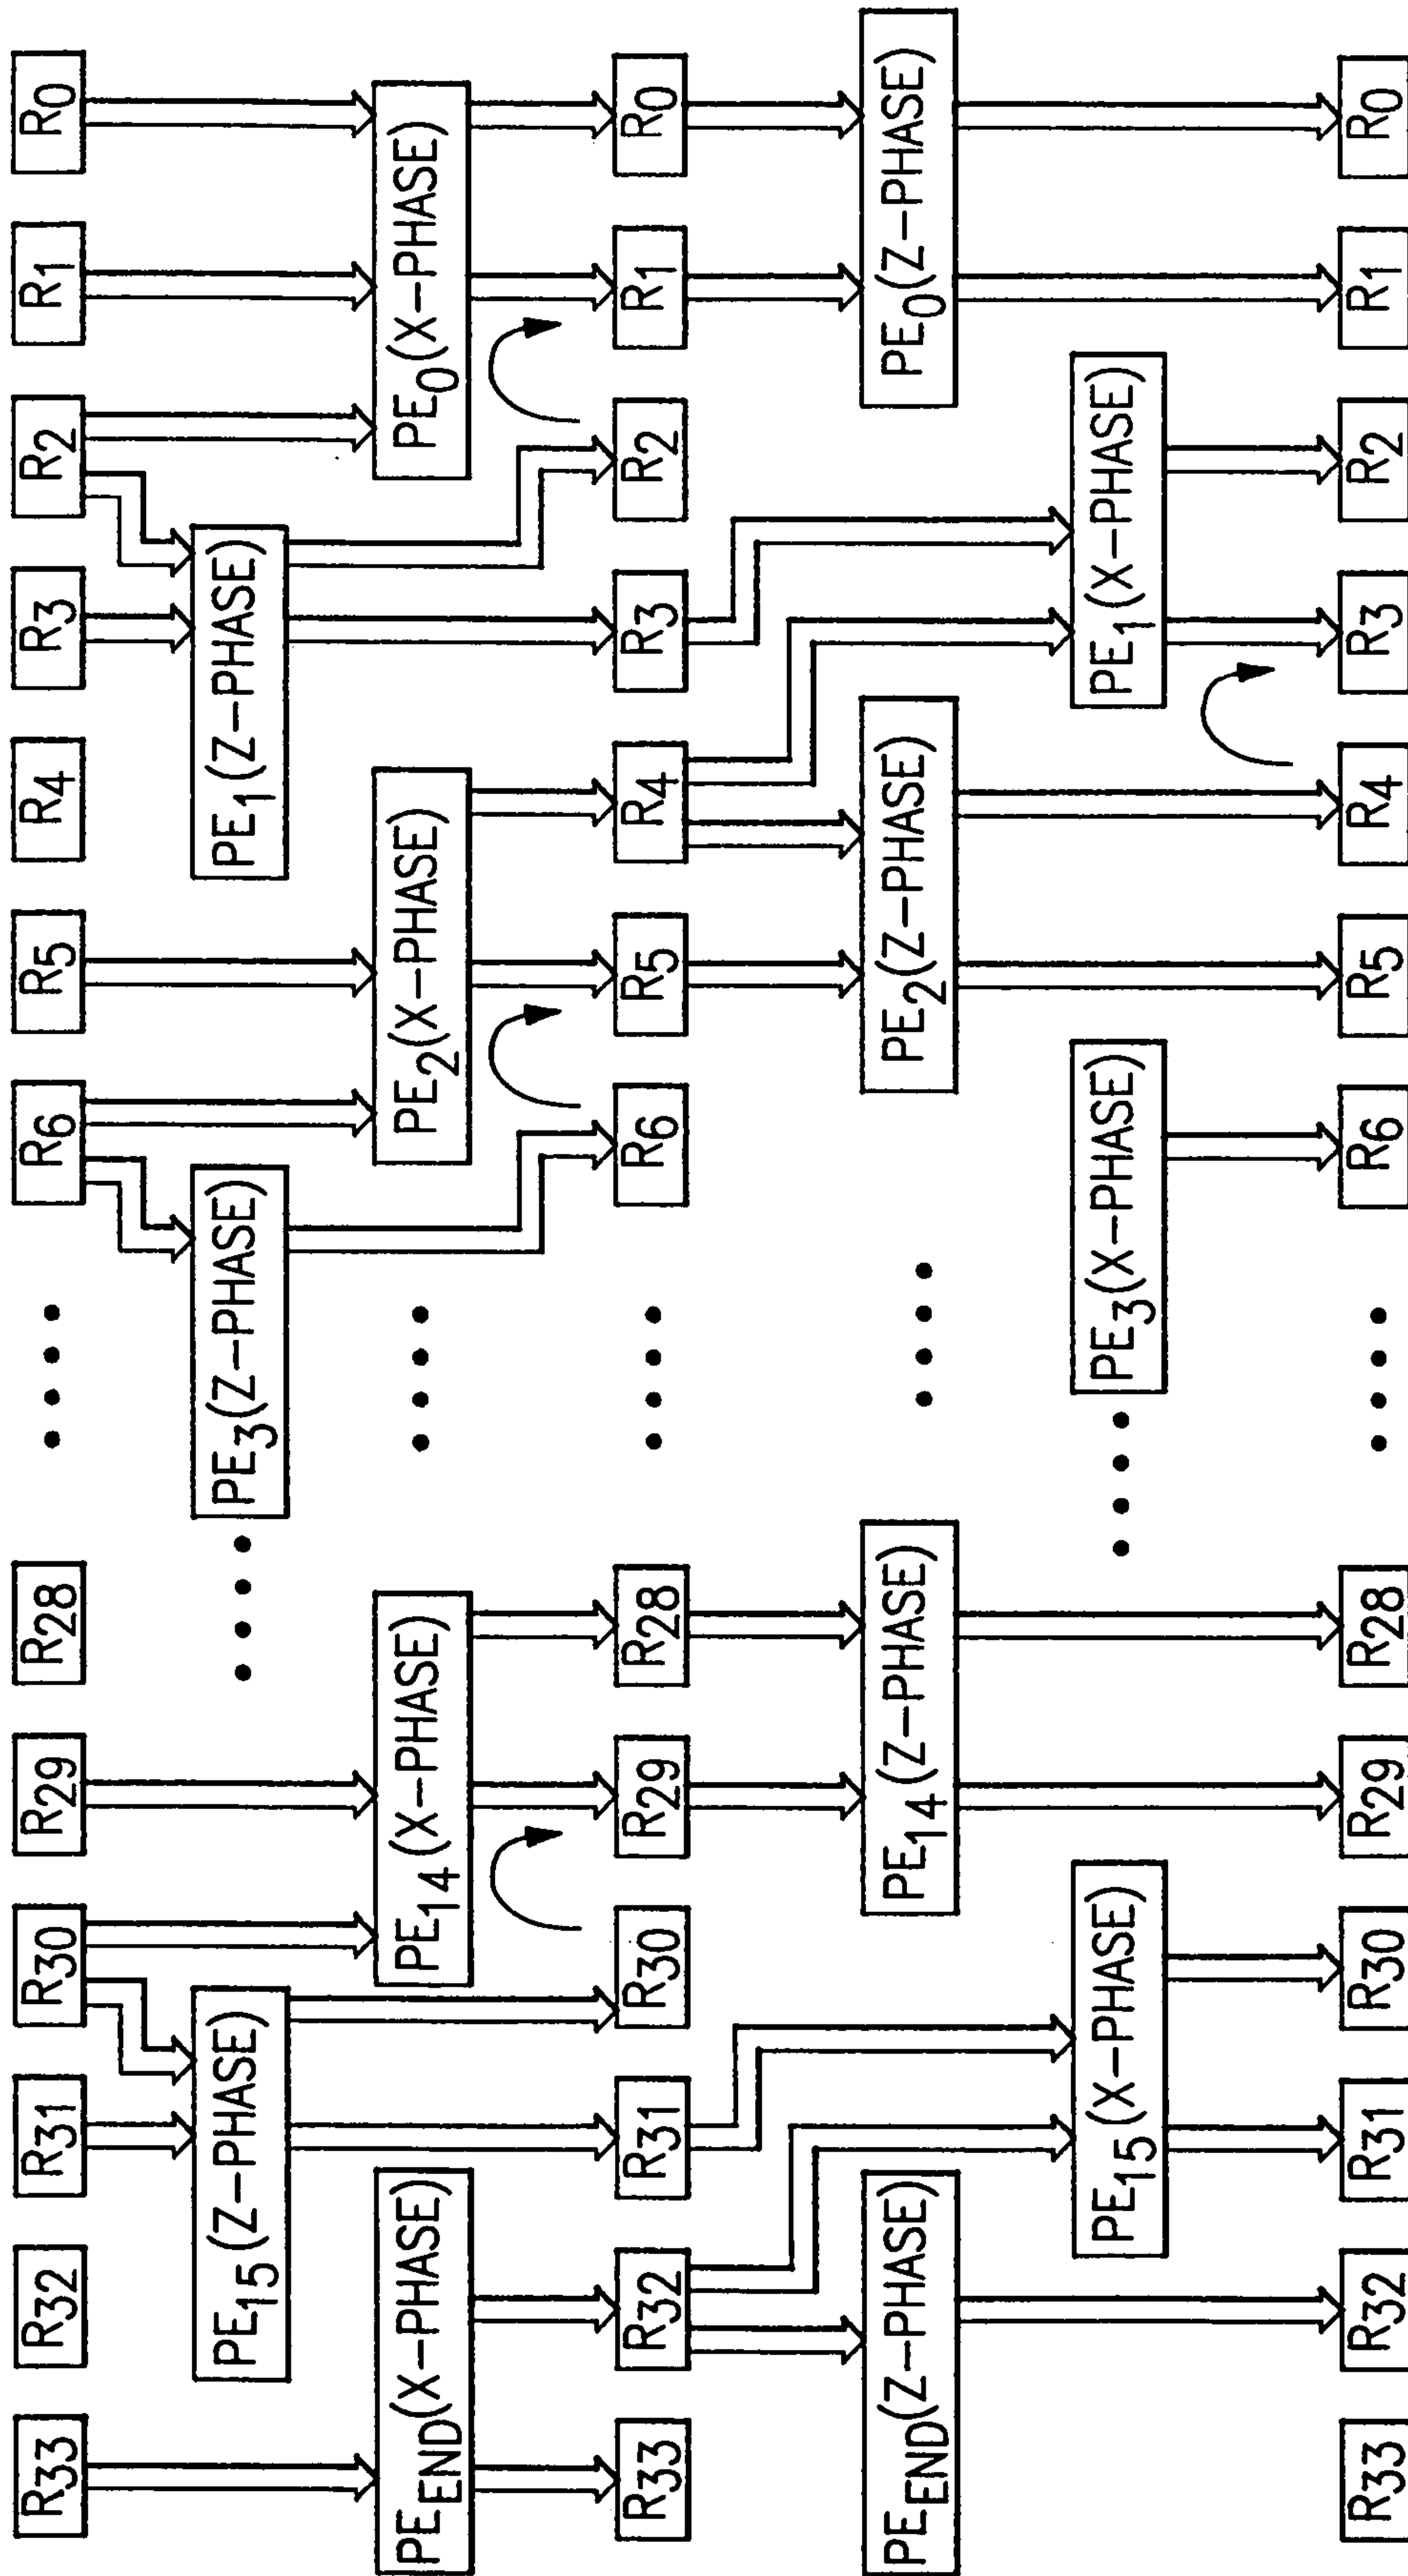 R33 R32 R31 R30 R29 R28 •••• R6 R5 R4 R3 R2 R1 R0
PE15(Z-PHASE) •••• PE3(Z-PHASE) PE1(Z-PHASE)
PEEND(X-PHASE) PE14(X-PHASE) •••• PE2(X-PHASE) PE0(X-PHASE)
R33 R32 R31 R30 R29 R28 •••• R6 R5 R4 R3 R2 R1 R0
PEEND(Z-PHASE) PE14(Z-PHASE) •••• PE2(Z-PHASE) PE0(Z-PHASE)
PE15(X-PHASE) •••• PE3(X-PHASE) PE1(X-PHASE)
R33 R32 R31 R30 R29 R28 •••• R6 R5 R4 R3 R2 R1 R0